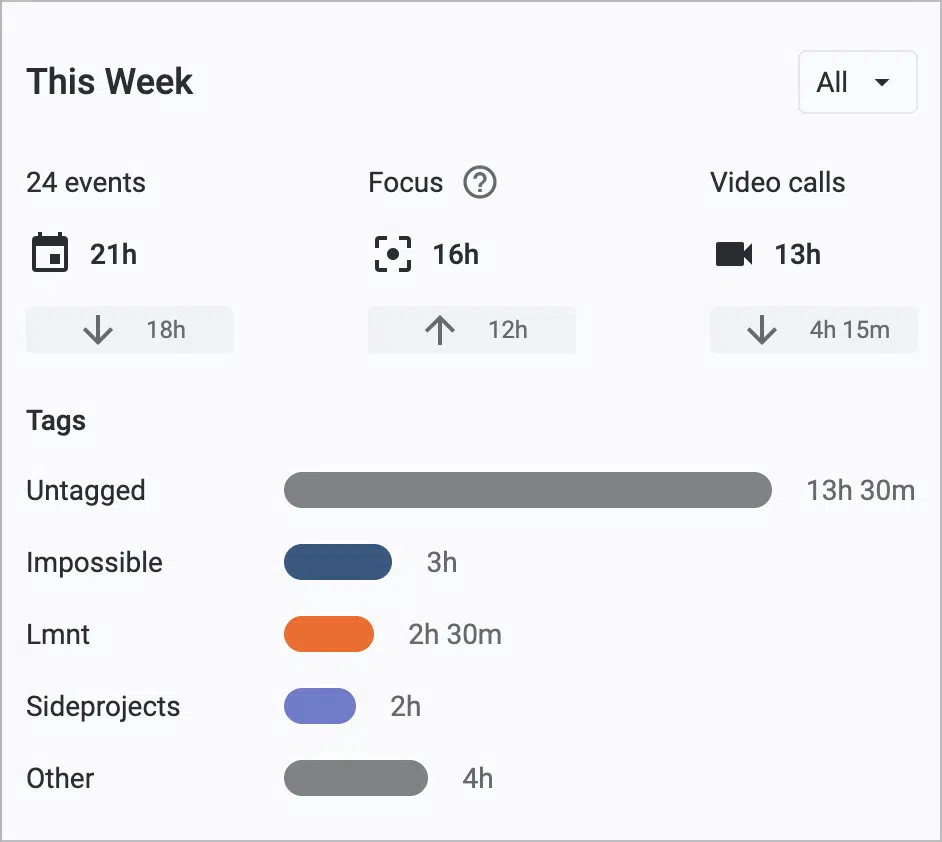 This Week
All
24 events
Focus
Video calls
21h
16h
13h
18h
12h
4h 15m
Tags
Untagged
13h 30m
Impossible
3h
Lmnt
2h 30m
Sideprojects
2h
Other
4h